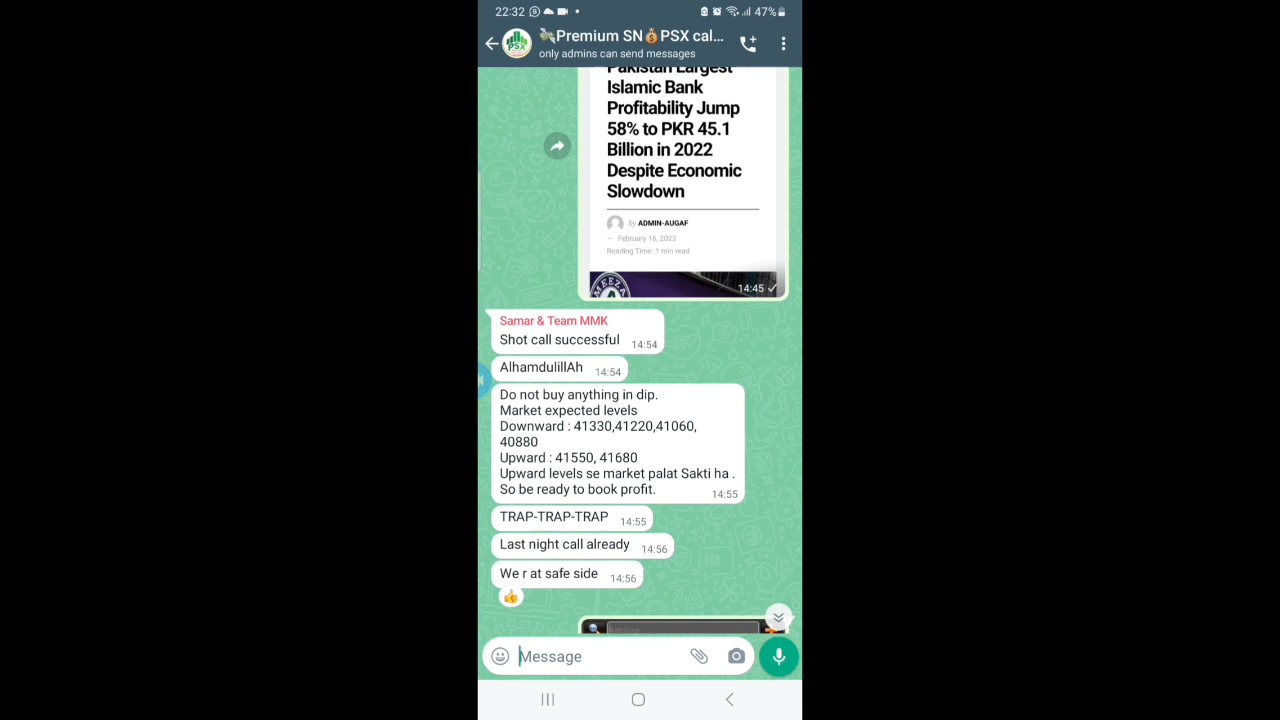 22:32 47%
💸Premium SN💰PSX cal...
only admins can send messages
Pakistan Largest
Islamic Bank
Profitability Jump
58% to PKR 45.1
Billion in 2022
Despite Economic
Slowdown
by ADMIN-AUGAF
— February 16, 2023
Reading Time: 1 min read
MEEZA
14:45
Samar & Team MMK
Shot call successful 14:54
AlhamdulillAh 14:54
Do not buy anything in dip.
Market expected levels
Downward : 41330,41220,41060,
40880
Upward : 41550, 41680
Upward levels se market palat Sakti ha .
So be ready to book profit. 14:55
TRAP-TRAP-TRAP 14:55
Last night call already 14:56
We r at safe side 14:56
👍
Message